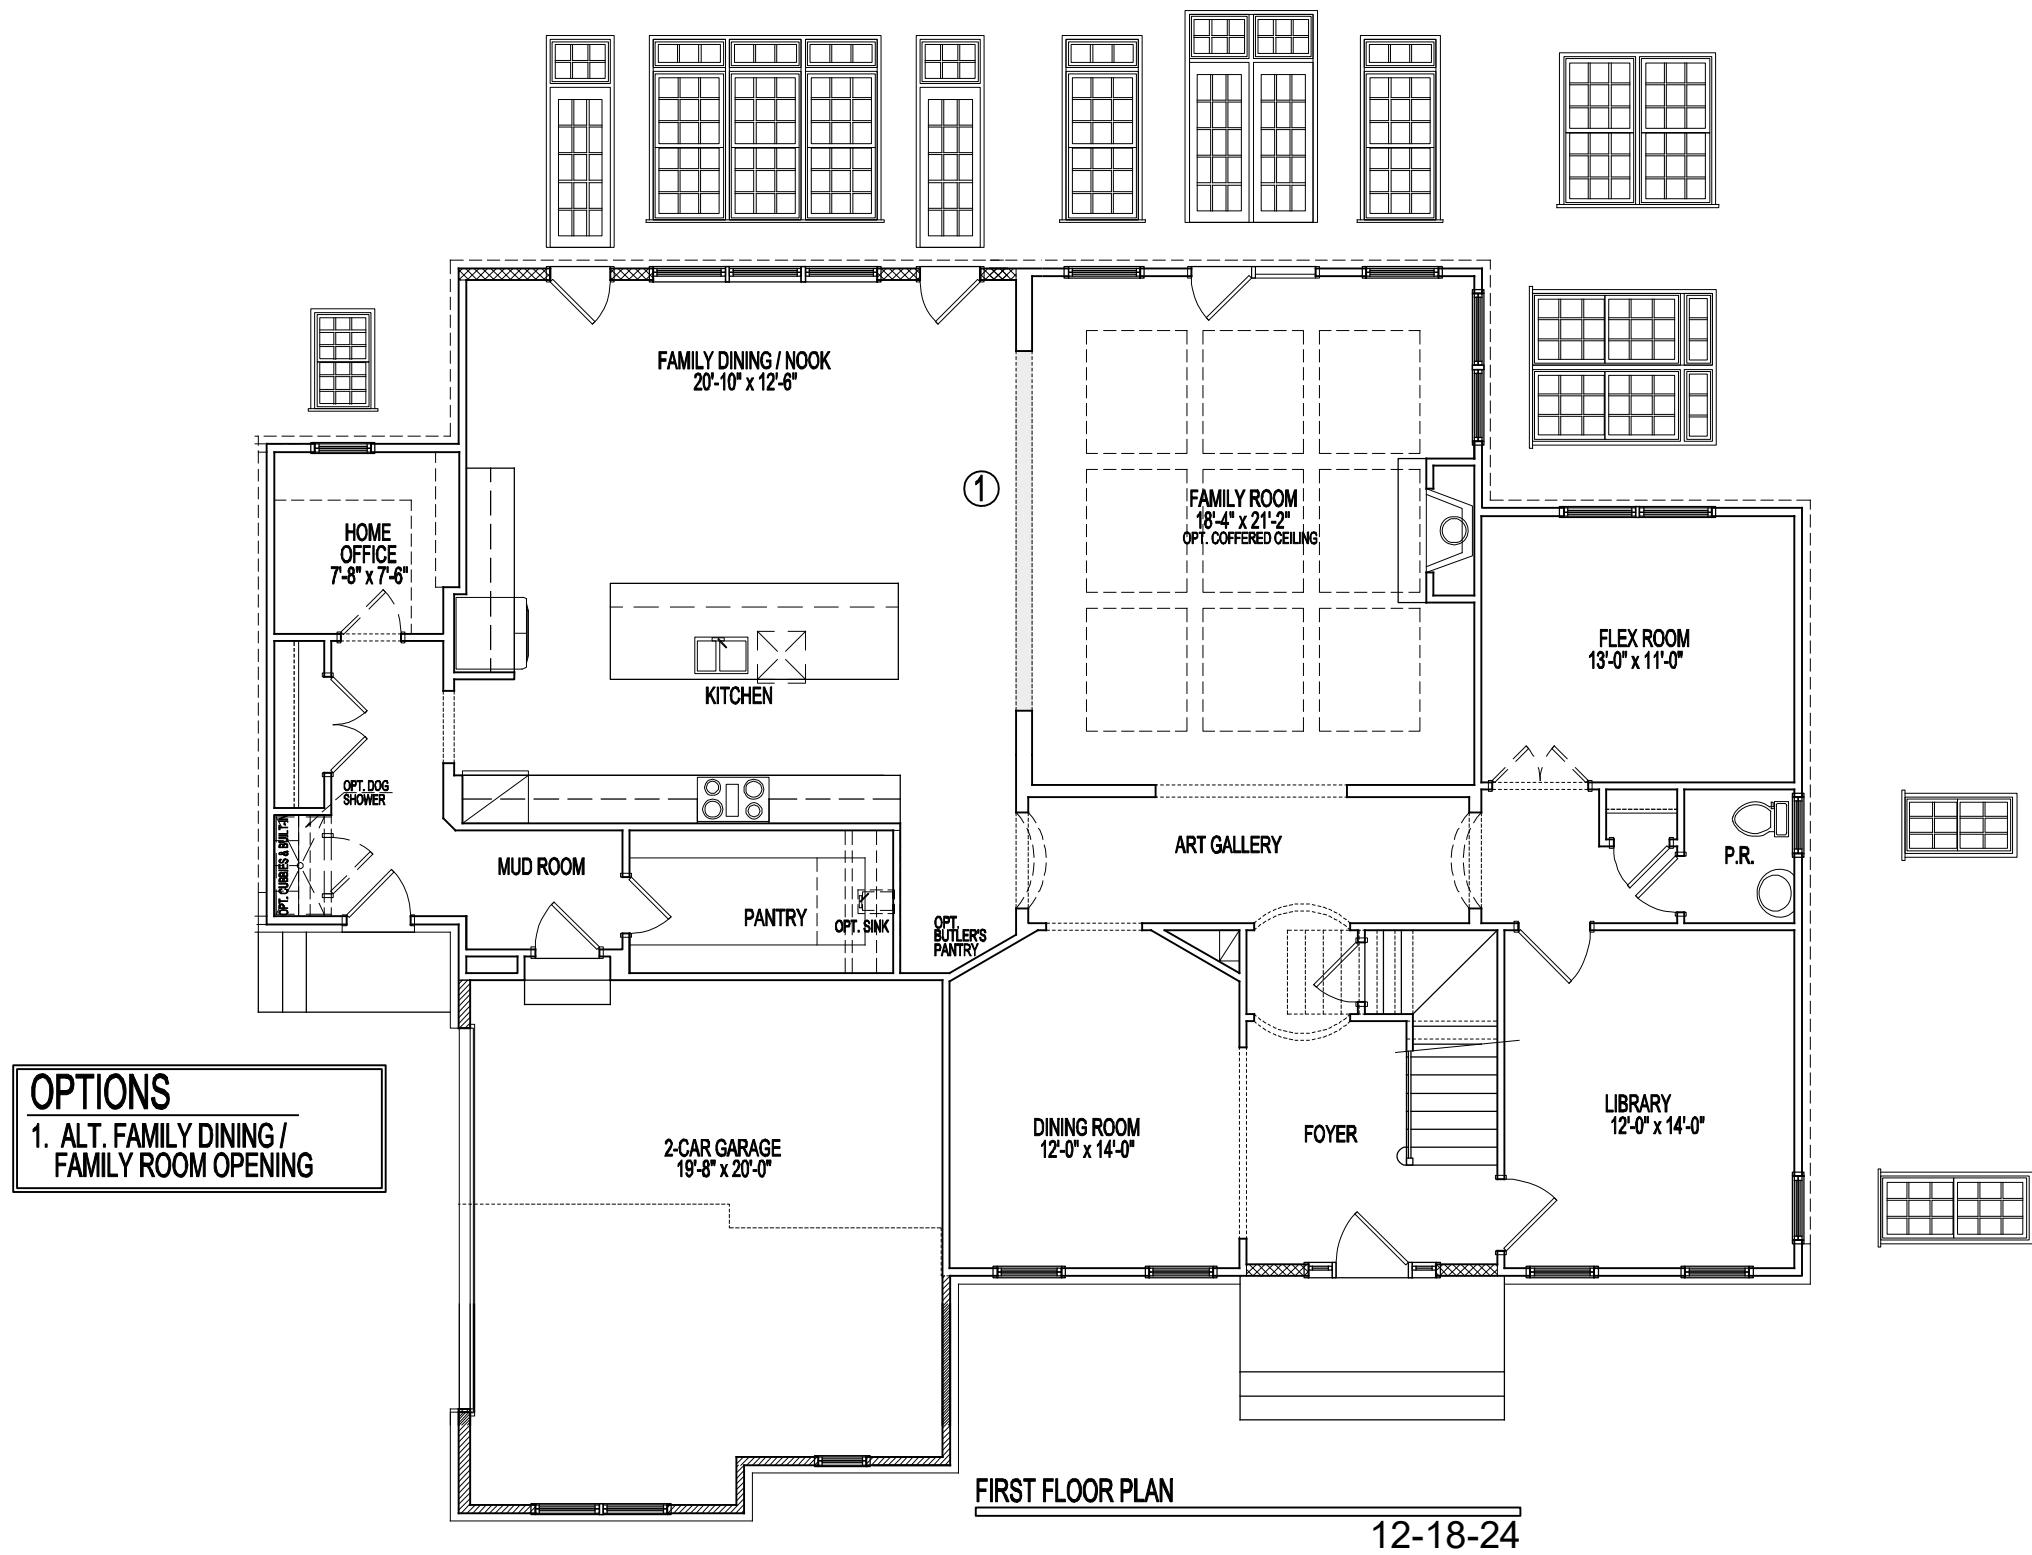 FAMILY DINING / NOOK
20'-10" x 12'-6"
1
FAMILY ROOM
18'-4" x 21'-2"
OPT. COFFERED CEILING
HOME
OFFICE
7'-8" x 7'-6"
FLEX ROOM
13'-0" x 11'-0"
KITCHEN
OPT. DOG
SHOWER
OPT. CUBBIES & BUILT-IN
MUD ROOM
ART GALLERY
P.R.
PANTRY
OPT. SINK
OPT.
BUTLER'S
PANTRY
OPTIONS
1. ALT. FAMILY DINING /
FAMILY ROOM OPENING
2-CAR GARAGE
19'-8" x 20'-0"
DINING ROOM
12'-0" x 14'-0"
FOYER
LIBRARY
12'-0" x 14'-0"
FIRST FLOOR PLAN
12-18-24